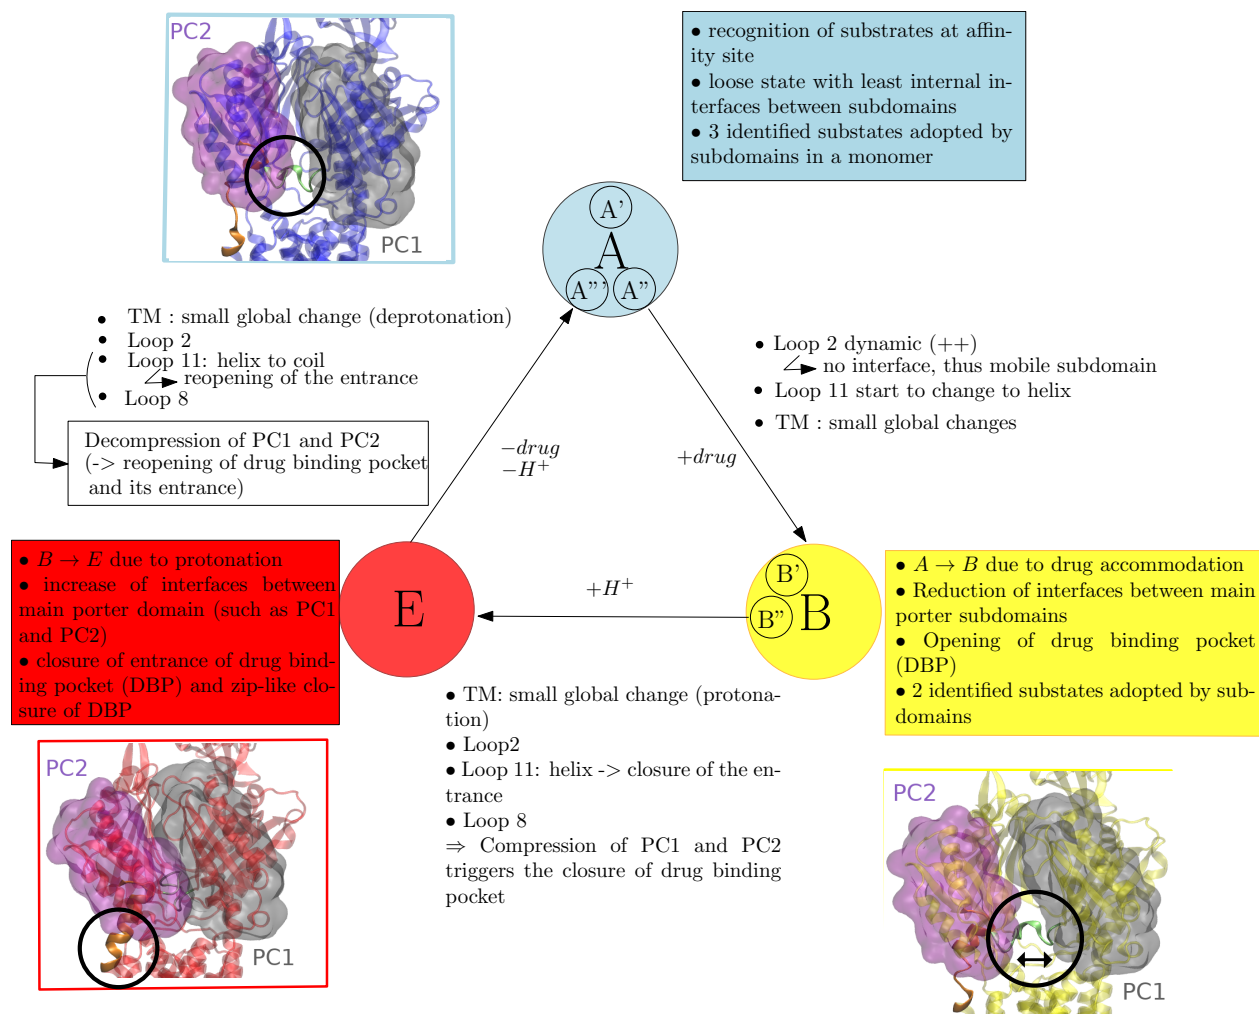 PC2
PC1
• recognition of substrates at affin-
ity site
• loose state with least internal in-
terfaces between subdomains
• 3 identified substates adopted by
subdomains in a monomer
A'
A
A"'
A"
• TM : small global change (deprotonation)
• Loop 2
• Loop 11: helix to coil
reopening of the entrance
• Loop 8
Decompression of PC1 and PC2
(-> reopening of drug binding pocket
and its entrance)
−drug
−H⁺
+drug
• Loop 2 dynamic (++)
no interface, thus mobile subdomain
• Loop 11 start to change to helix
• TM : small global changes
• B → E due to protonation
• increase of interfaces between
main porter domain (such as PC1
and PC2)
• closure of entrance of drug bind-
ing pocket (DBP) and zip-like clo-
sure of DBP
E
+H⁺
B'
B"
B
• A → B due to drug accommodation
• Reduction of interfaces between main
porter subdomains
• Opening of drug binding pocket
(DBP)
• 2 identified substates adopted by sub-
domains
• TM: small global change (protona-
tion)
• Loop2
• Loop 11: helix -> closure of the en-
trance
• Loop 8
⇒ Compression of PC1 and PC2
triggers the closure of drug binding
pocket
PC2
PC1
PC2
PC1